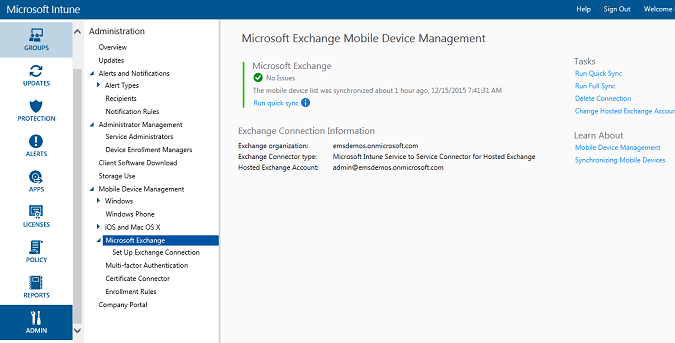 Microsoft Intune
Help Sign Out Welcome
GROUPS
UPDATES
PROTECTION
ALERTS
APPS
LICENSES
POLICY
REPORTS
ADMIN
Administration
Overview
Updates
Alerts and Notifications
Alert Types
Recipients
Notification Rules
Administrator Management
Service Administrators
Device Enrollment Managers
Client Software Download
Storage Use
Mobile Device Management
Windows
Windows Phone
iOS and Mac OS X
Microsoft Exchange
Set Up Exchange Connection
Multi-factor Authentication
Certificate Connector
Enrollment Rules
Company Portal
Microsoft Exchange Mobile Device Management
Microsoft Exchange
No Issues
The mobile device list was synchronized about 1 hour ago, 12/15/2015 7:41:31 AM
Run quick sync
Exchange Connection Information
Exchange organization: emsdemos.onmicrosoft.com
Exchange Connector type: Microsoft Intune Service to Service Connector for Hosted Exchange
Hosted Exchange Account: admin@emsdemos.onmicrosoft.com
Tasks
Run Quick Sync
Run Full Sync
Delete Connection
Change Hosted Exchange Accou
Learn About
Mobile Device Management
Synchronizing Mobile Devices